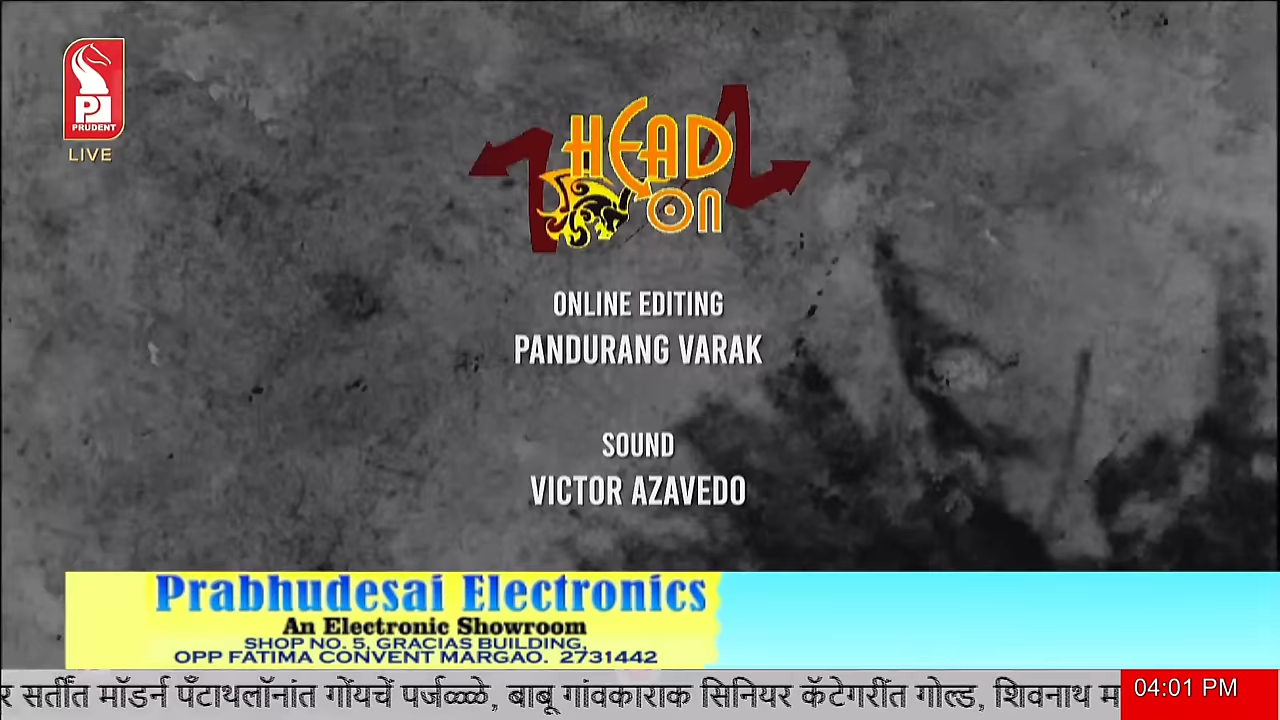 PRUDENT
LIVE
HEAD
ON
ONLINE EDITING
PANDURANG VARAK
SOUND
VICTOR AZAVEDO
Prabhudesai Electronics
An Electronic Showroom
SHOP NO. 5, GRACIAS BUILDING,
OPP FATIMA CONVENT MARGAO. 2731442
सर्तींत मॉडर्न पँटाथलॉनांत गोंयचें पर्जळ्ळे, बाबू गांवकाराक सिनियर कॅटेगरींत गोल्ड, शिवनाथ
04:01 PM